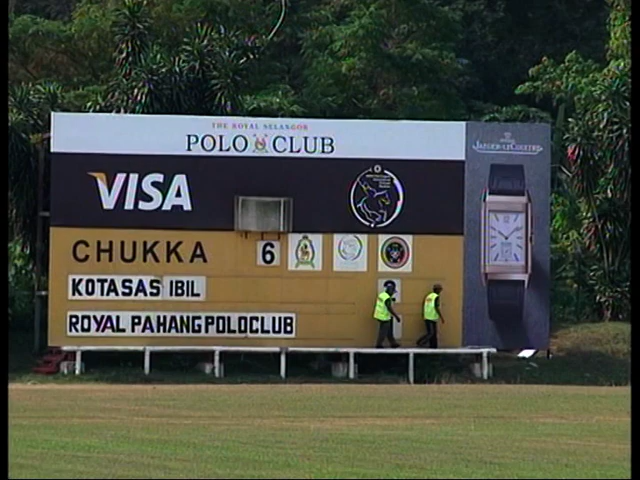 THE ROYAL SELANGOR
POLO CLUB
JAEGER-LECOULTRE
VISA
CHUKKA 6
KOTASAS IBIL
ROYAL PAHANG POLO CLUB